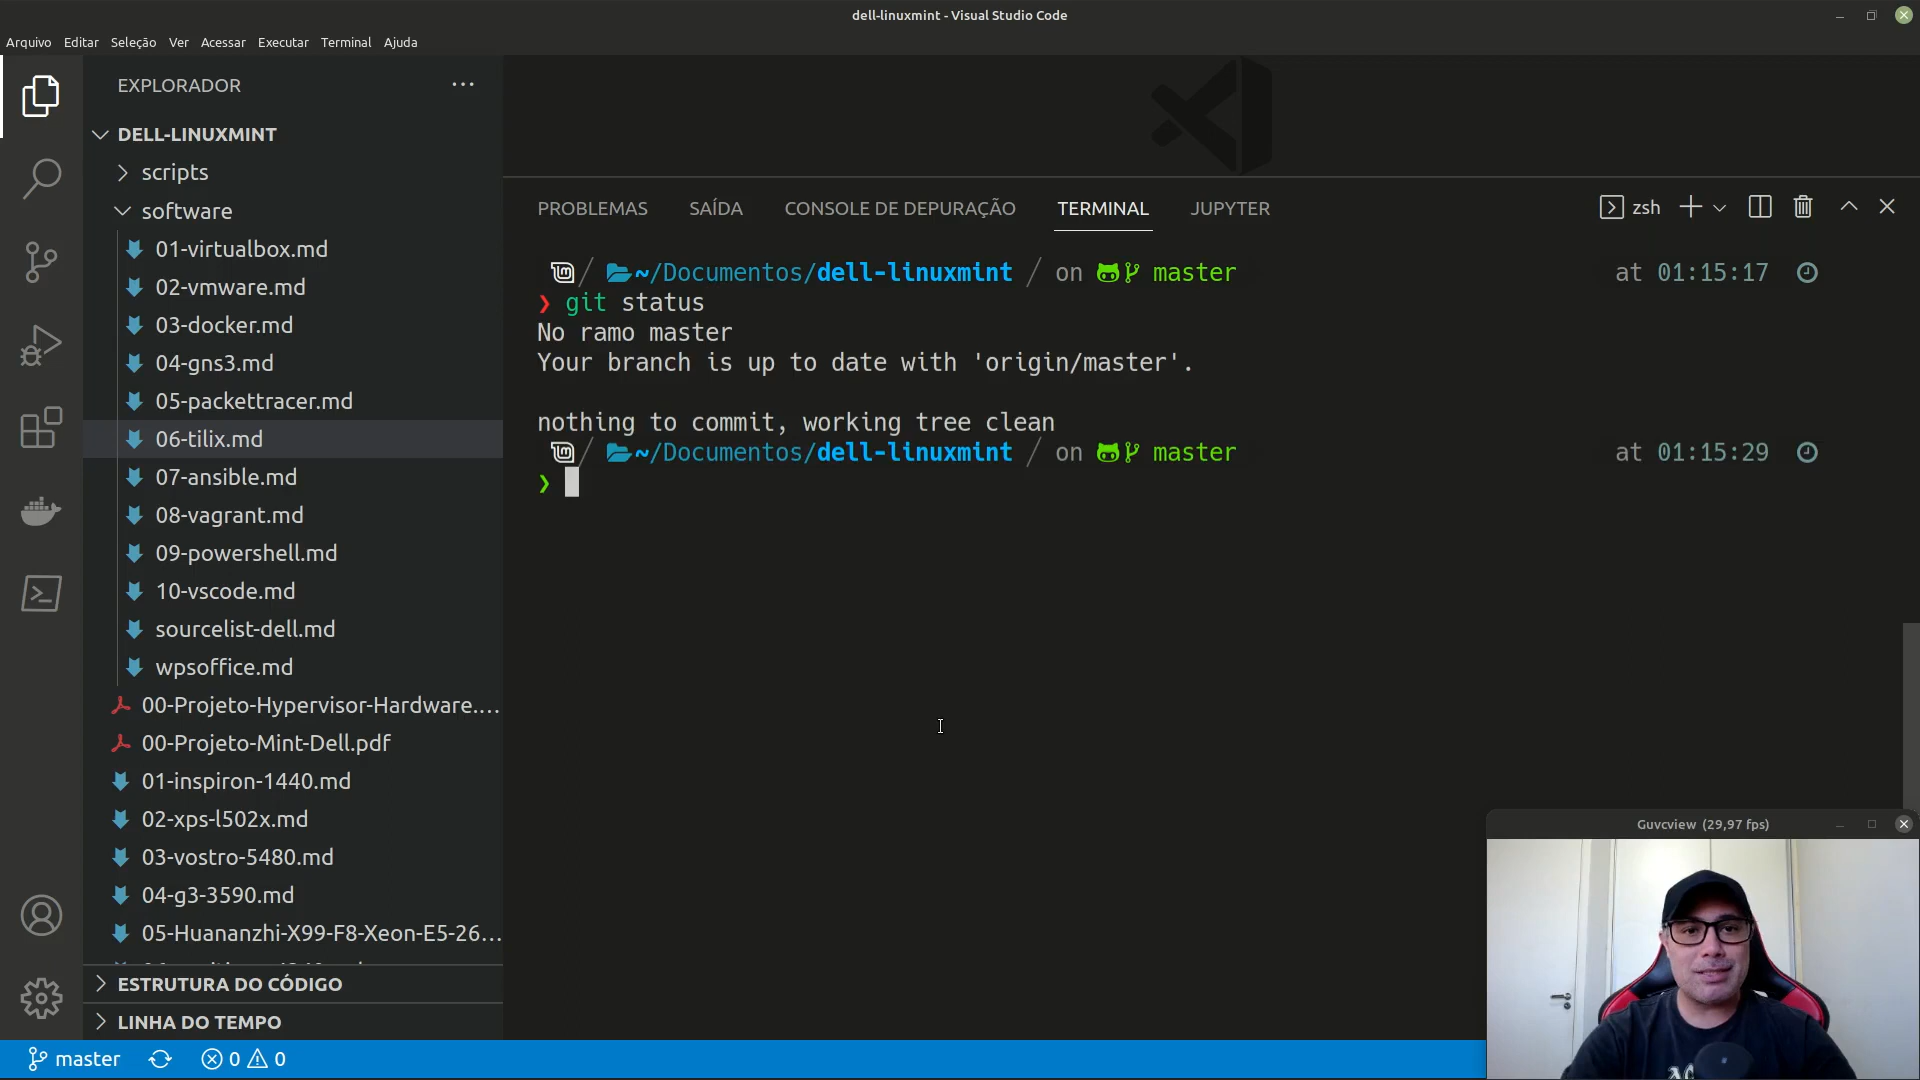 dell-linuxmint - Visual Studio Code
Arquivo Editar Seleção Ver Acessar Executar Terminal Ajuda
EXPLORADOR
DELL-LINUXMINT
scripts
software
01-virtualbox.md
02-vmware.md
03-docker.md
04-gns3.md
05-packettracer.md
06-tilix.md
07-ansible.md
08-vagrant.md
09-powershell.md
10-vscode.md
sourcelist-dell.md
wpsoffice.md
00-Projeto-Hypervisor-Hardware....
00-Projeto-Mint-Dell.pdf
01-inspiron-1440.md
02-xps-l502x.md
03-vostro-5480.md
04-g3-3590.md
05-Huananzhi-X99-F8-Xeon-E5-26...
ESTRUTURA DO CÓDIGO
LINHA DO TEMPO
PROBLEMAS SAÍDA CONSOLE DE DEPURAÇÃO TERMINAL JUPYTER
zsh
/ ~/Documentos/dell-linuxmint / on master at 01:15:17
❯ git status
No ramo master
Your branch is up to date with 'origin/master'.
nothing to commit, working tree clean
/ ~/Documentos/dell-linuxmint / on master at 01:15:29
❯
Guvcview (29,97 fps)
master 0 0